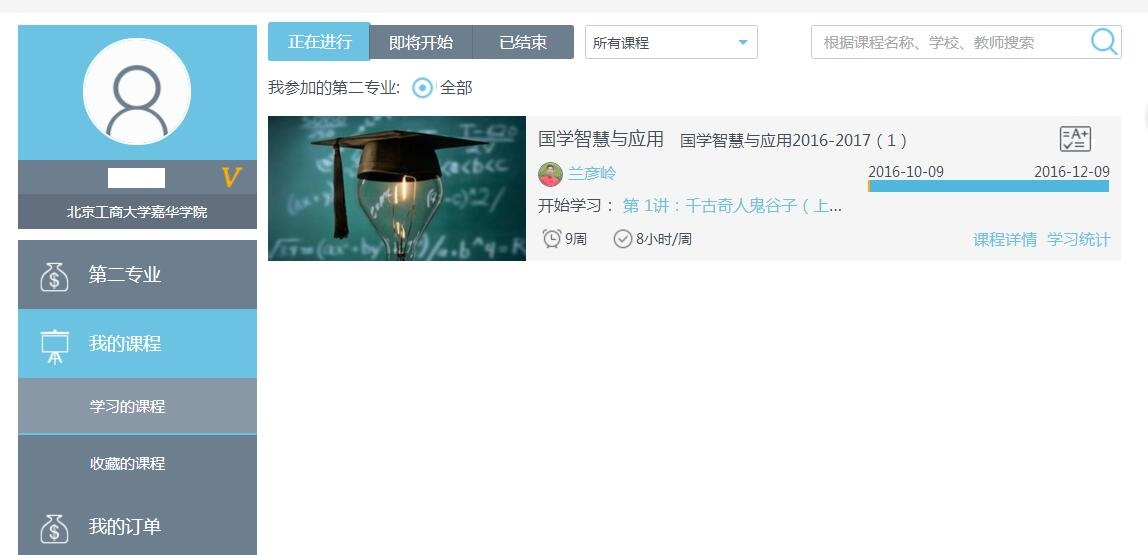 正在进行
即将开始
已结束
所有课程
根据课程名称、学校、教师搜索
我参加的第二专业:
全部
V
北京工商大学嘉华学院
第二专业
我的课程
学习的课程
收藏的课程
我的订单
国学智慧与应用
国学智慧与应用2016-2017（1）
A+
兰彦岭
2016-10-09
2016-12-09
开始学习：
第 1讲：千古奇人鬼谷子（上...
9周
8小时/周
课程详情
学习统计